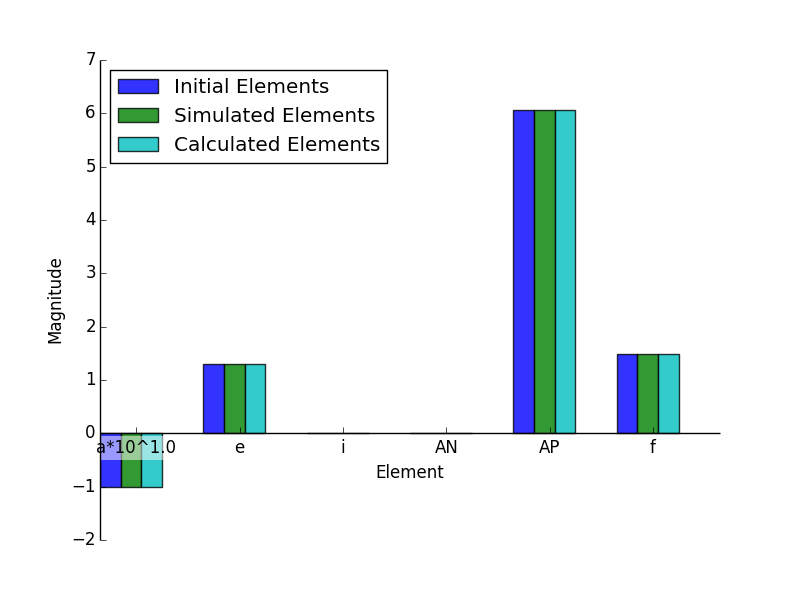 7
Initial Elements
Simulated Elements
Calculated Elements
6
5
4
3
2
1
0
−1
−2
Magnitude
a*10^1.0 e i AN AP f
Element